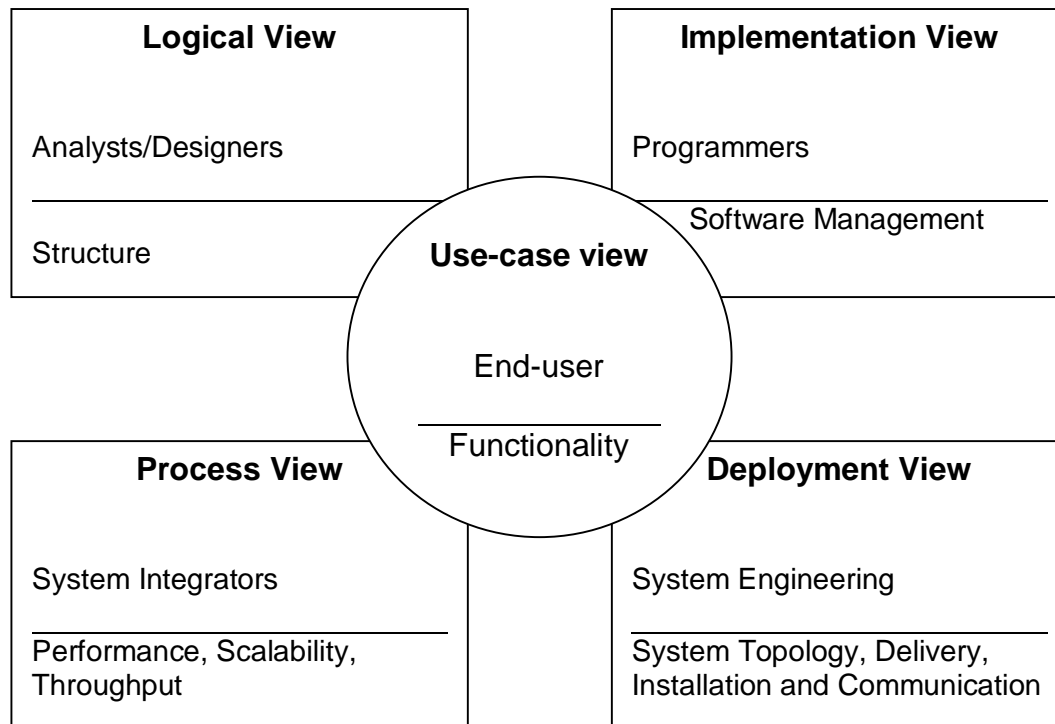 Logical View
Analysts/Designers
Structure
Implementation View
Programmers
Software Management
Use-case view
End-user
Functionality
Process View
System Integrators
Performance, Scalability,
Throughput
Deployment View
System Engineering
System Topology, Delivery,
Installation and Communication